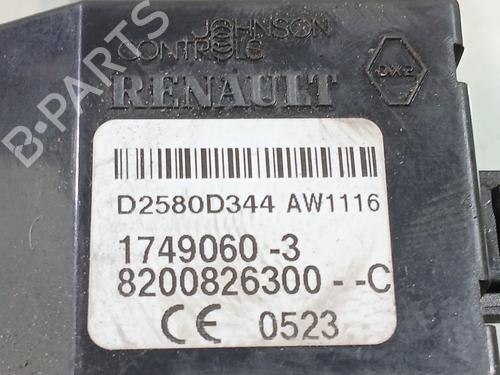 JOHNSON
CONTROLS
RENAULT
B-PARTS
D2580D344 AW1116
1749060 -3
8200826300 - -C
CE 0523